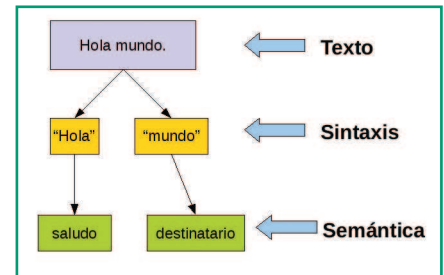 Hola mundo.
Texto
“Hola”
“mundo”
Sintaxis
saludo
destinatario
Semántica